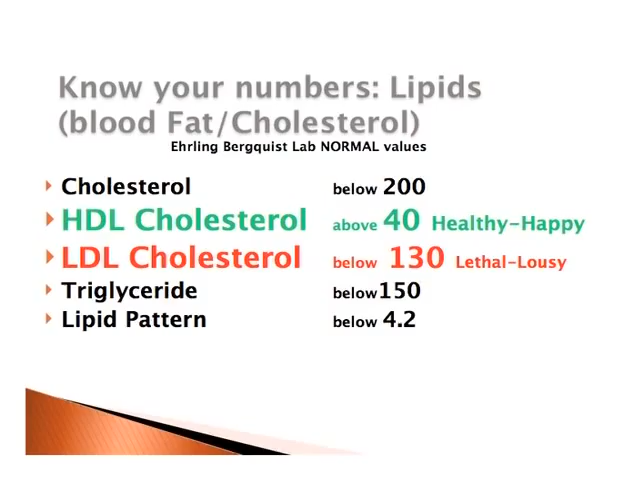 Know your numbers: Lipids
(blood Fat/Cholesterol)
Ehrling Bergquist Lab NORMAL values
Cholesterol below 200
HDL Cholesterol above 40 Healthy-Happy
LDL Cholesterol below 130 Lethal-Lousy
Triglyceride below150
Lipid Pattern below 4.2